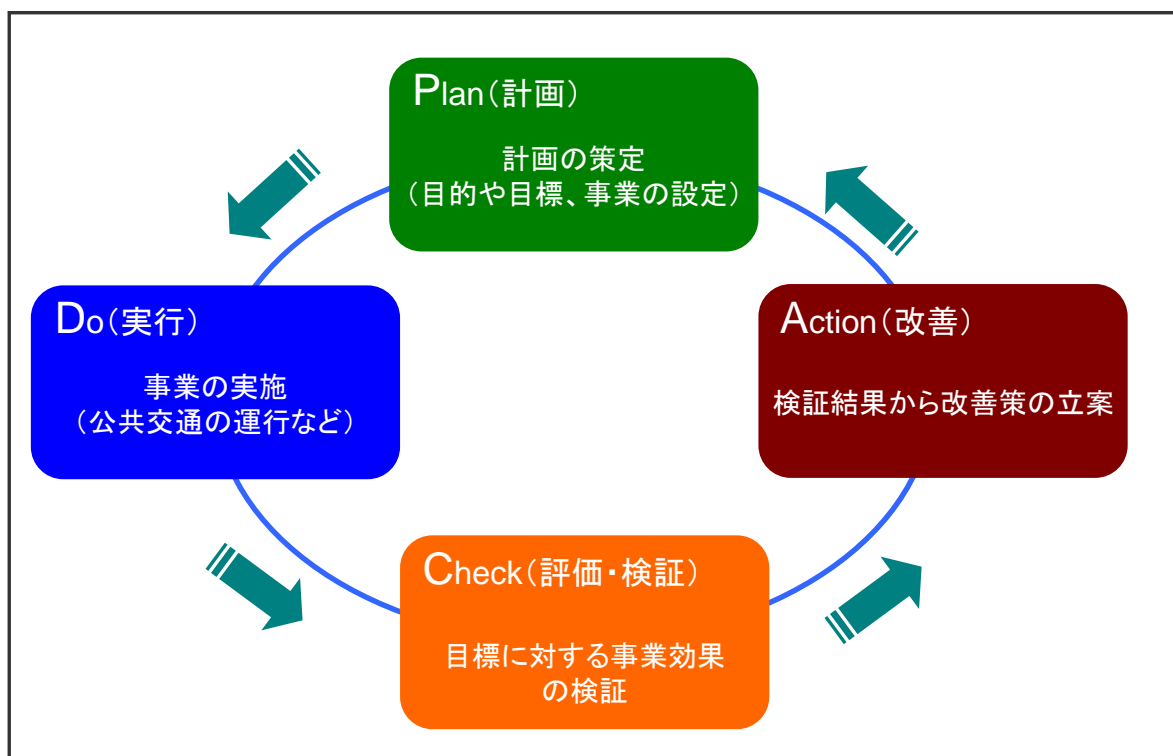 Plan（計画）
計画の策定
（目的や目標、事業の設定）
Do（実行）
事業の実施
（公共交通の運行など）
Check（評価・検証）
目標に対する事業効果
の検証
Action（改善）
検証結果から改善策の立案